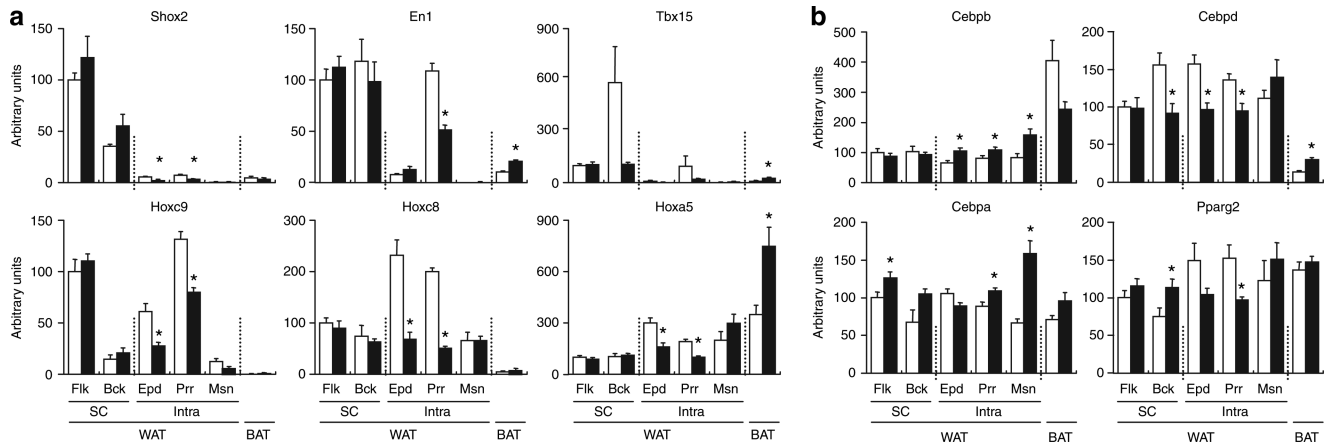 a
b
Shox2
En1
Tbx15
Cebpb
Cebpd
Arbitrary units
150
100
50
0
150
100
50
0
900
600
300
0
Arbitrary units
500
400
300
200
100
0
200
150
100
50
0
* *
* *
*
* * *
* * * *
Hoxc9
Hoxc8
Hoxa5
Cebpa
Pparg2
Arbitrary units
150
100
50
0
300
200
100
0
900
600
300
0
Arbitrary units
200
150
100
50
0
200
150
100
50
0
* *
* *
* * *
* * *
* *
Flk Bck Epd Prr Msn
Flk Bck Epd Prr Msn
Flk Bck Epd Prr Msn
Flk Bck Epd Prr Msn
Flk Bck Epd Prr Msn
SC Intra
SC Intra
SC Intra
SC Intra
SC Intra
WAT BAT
WAT BAT
WAT BAT
WAT BAT
WAT BAT